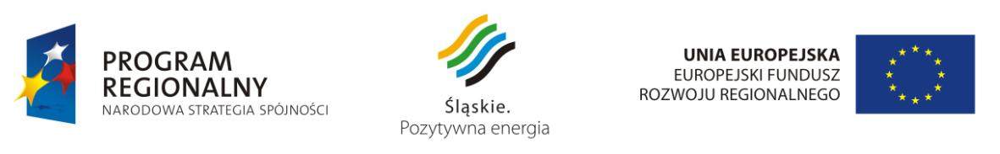 PROGRAM
REGIONALNY
NARODOWA STRATEGIA SPÓJNOŚCI
Śląskie.
Pozytywna energia
UNIA EUROPEJSKA
EUROPEJSKI FUNDUSZ
ROZWOJU REGIONALNEGO